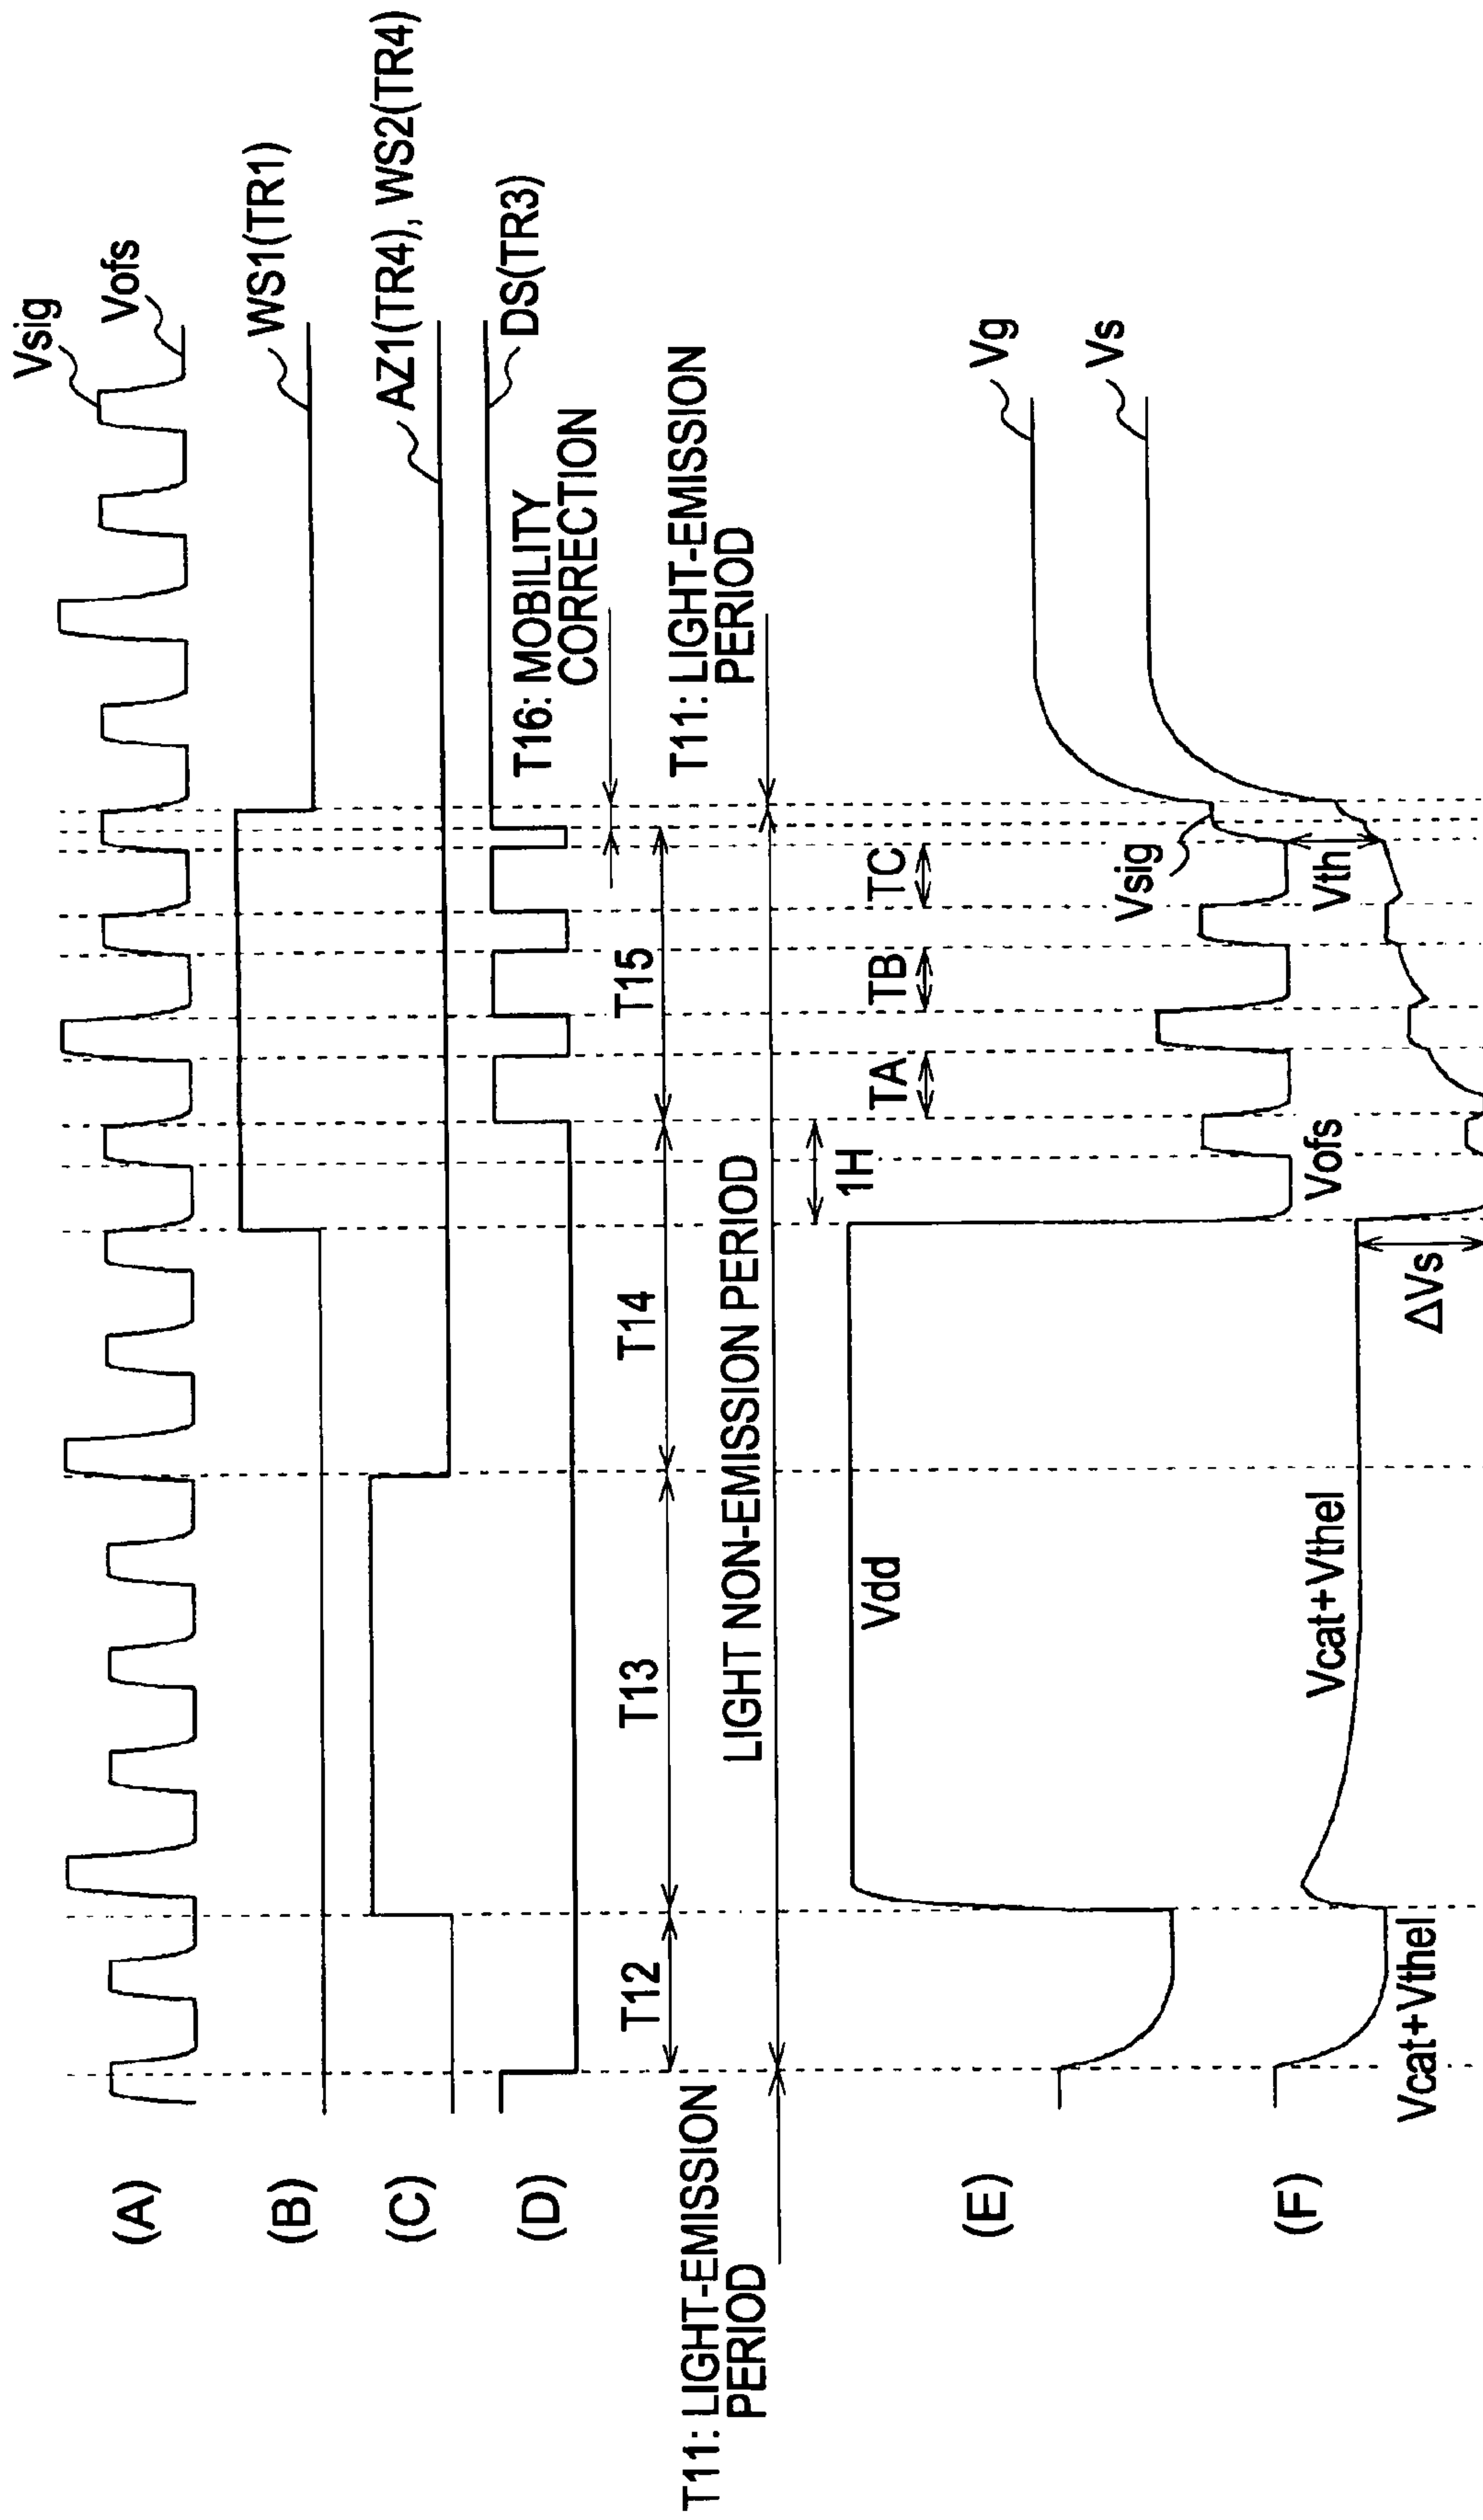 (A)
Vsig
Vofs
(B)
WS1(TR1)
(C)
AZ1(TR4), WS2(TR4)
(D)
DS(TR3)
T16: MOBILITY
CORRECTION
T12
T13
T14
T15
T11: LIGHT-EMISSION
PERIOD
LIGHT NON-EMISSION PERIOD
T11: LIGHT-EMISSION
PERIOD
1H
TA
TB
TC
(E)
Vdd
Vofs
Vsig
Vg
(F)
Vcat+Vthel
Vcat+Vthel
ΔVs
Vth
Vs